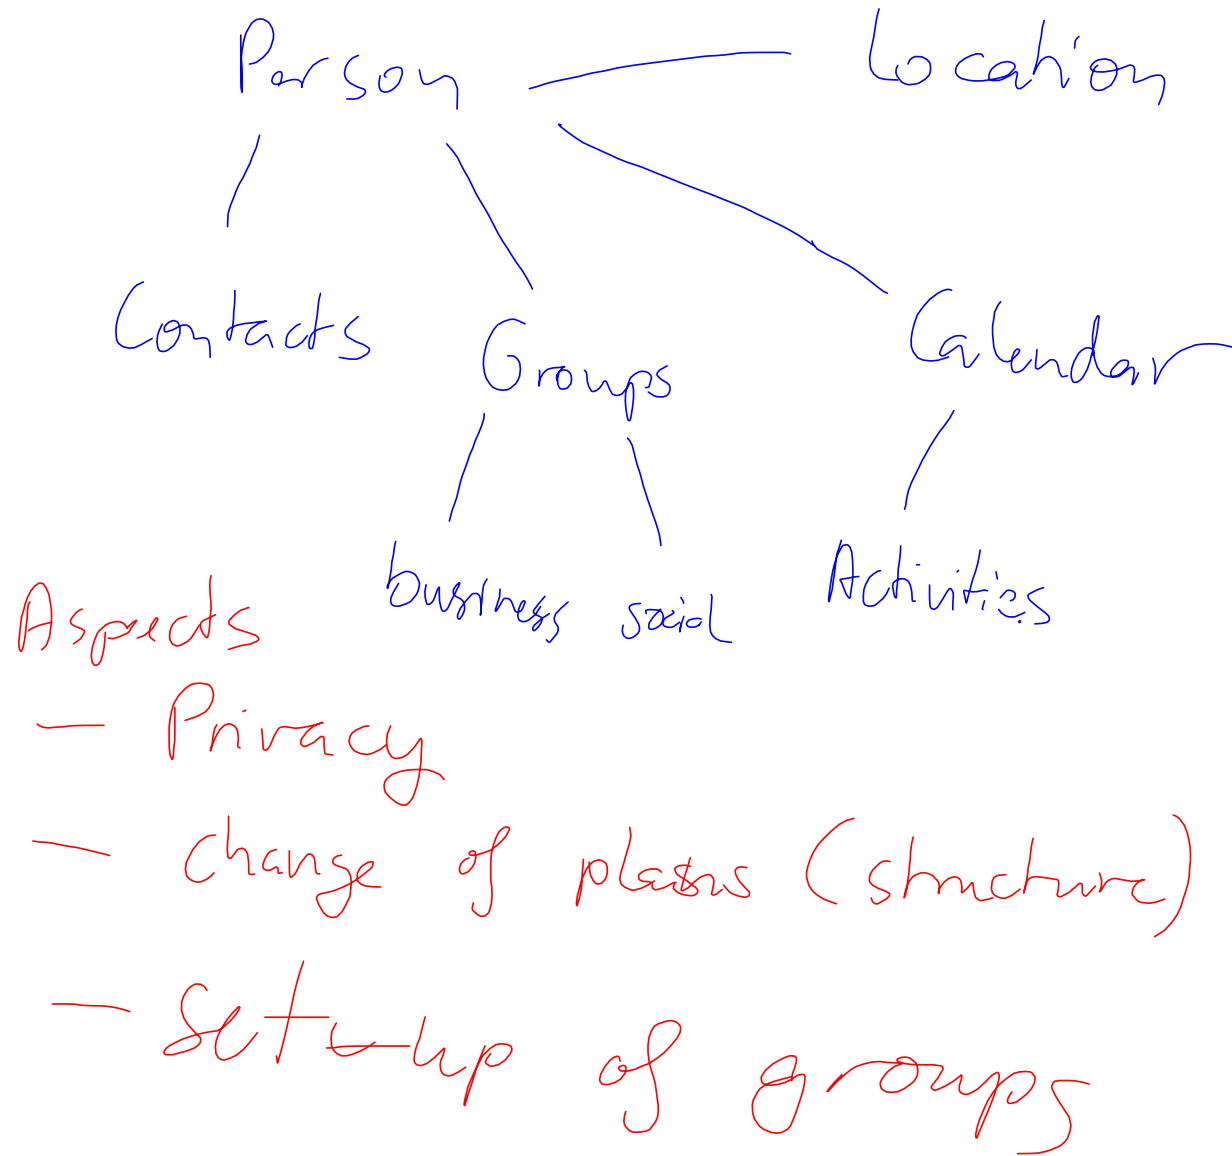 Person Location
Contacts Groups Calendar
business social Activities
Aspects
- Privacy
- change of plans (structure)
- set-up of groups